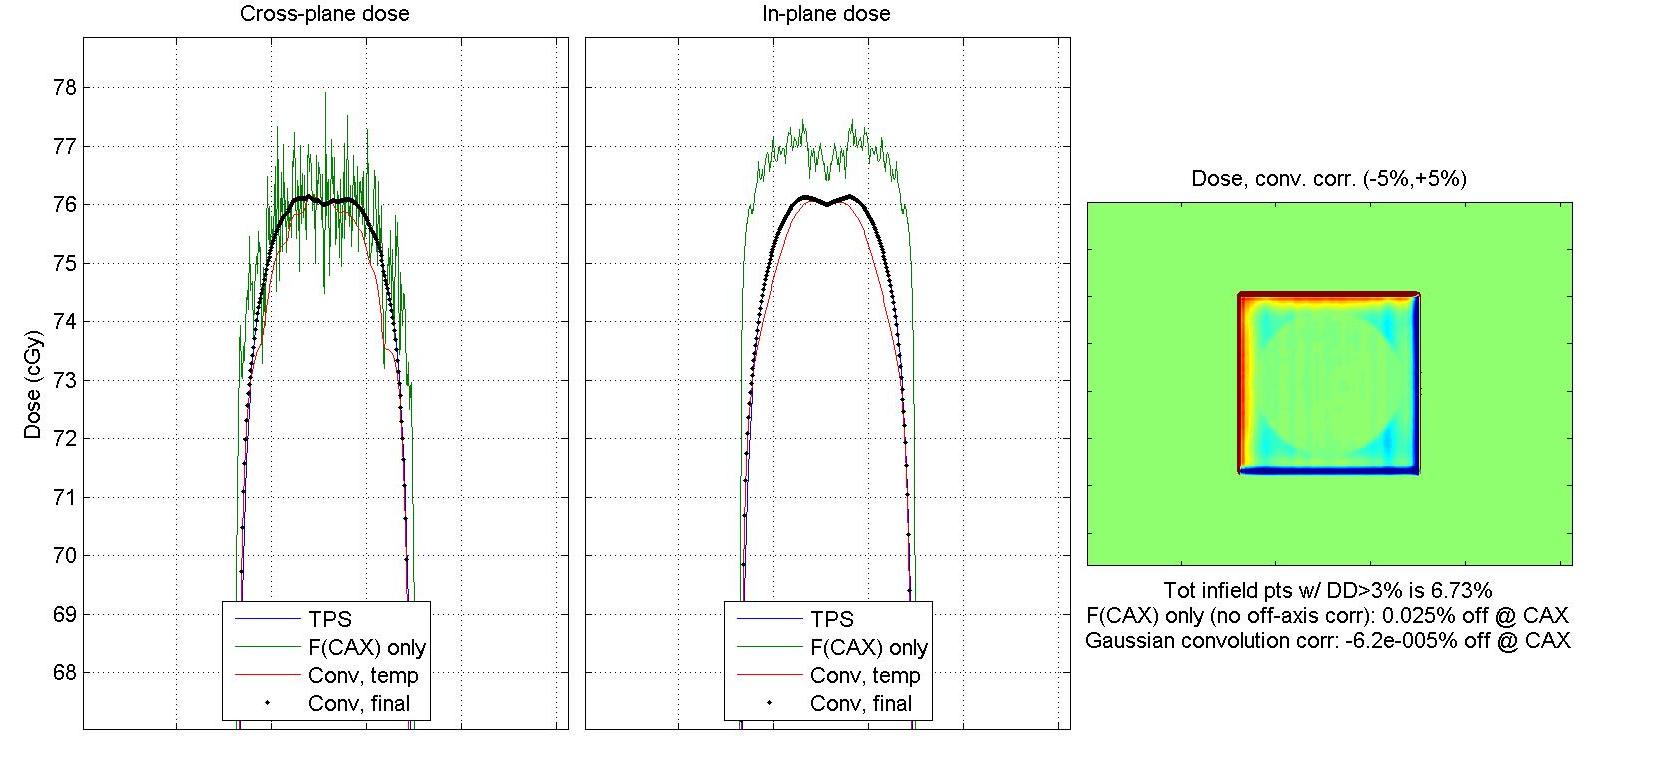 Cross-plane dose
In-plane dose
78
77
76
75
74
73
72
71
70
69
68
Dose (cGy)
TPS
F(CAX) only
Conv, temp
Conv, final
TPS
F(CAX) only
Conv, temp
Conv, final
Dose, conv. corr. (-5%,+5%)
Tot infield pts w/ DD>3% is 6.73%
F(CAX) only (no off-axis corr): 0.025% off @ CAX
Gaussian convolution corr: -6.2e-005% off @ CAX